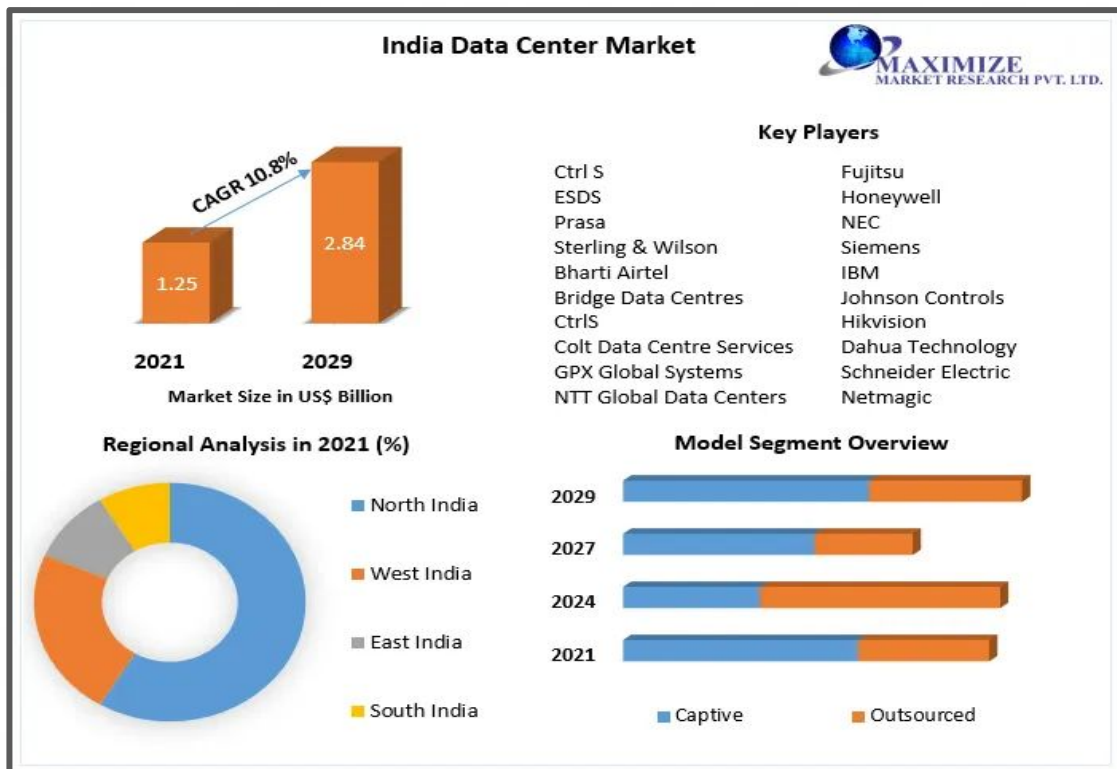 India Data Center Market
MAXIMIZE
MARKET RESEARCH PVT. LTD.
CAGR 10.8%
1.25
2.84
2021
2029
Market Size in US$ Billion
Key Players
Ctrl S
ESDS
Prasa
Sterling & Wilson
Bharti Airtel
Bridge Data Centres
CtrlS
Colt Data Centre Services
GPX Global Systems
NTT Global Data Centers
Fujitsu
Honeywell
NEC
Siemens
IBM
Johnson Controls
Hikvision
Dahua Technology
Schneider Electric
Netmagic
Regional Analysis in 2021 (%)
North India
West India
East India
South India
Model Segment Overview
2029
2027
2024
2021
Captive
Outsourced